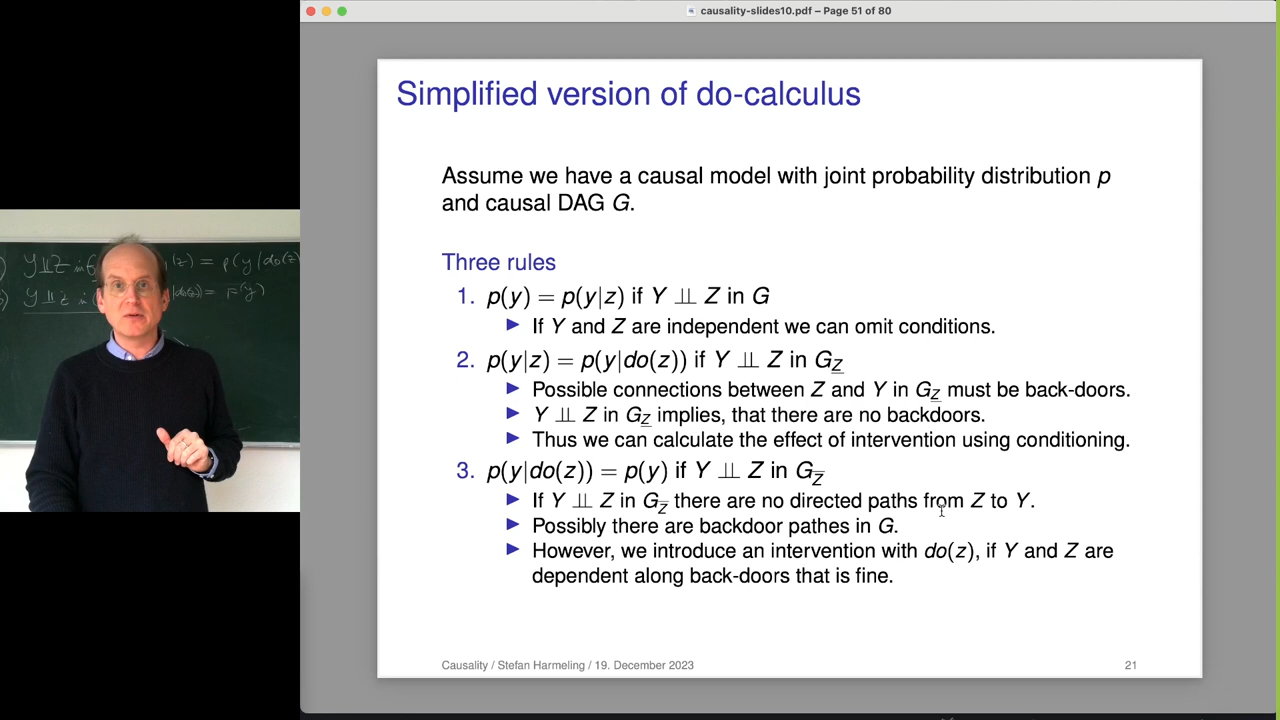 causality-slides10.pdf – Page 51 of 80
Simplified version of do-calculus
Assume we have a causal model with joint probability distribution p
and causal DAG G.
Three rules
1. p(y) = p(y|z) if Y ⫫ Z in G
▶ If Y and Z are independent we can omit conditions.
2. p(y|z) = p(y|do(z)) if Y ⫫ Z in G_Z̲
▶ Possible connections between Z and Y in G_Z̲ must be back-doors.
▶ Y ⫫ Z in G_Z̲ implies, that there are no backdoors.
▶ Thus we can calculate the effect of intervention using conditioning.
3. p(y|do(z)) = p(y) if Y ⫫ Z in G_Z̅
▶ If Y ⫫ Z in G_Z̅ there are no directed paths from Z to Y.
▶ Possibly there are backdoor pathes in G.
▶ However, we introduce an intervention with do(z), if Y and Z are
dependent along back-doors that is fine.
Causality / Stefan Harmeling / 19. December 2023
21
) Y ⫫ Z in = p(y|do(z)
) Y ⫫ Z in |do(z)) =